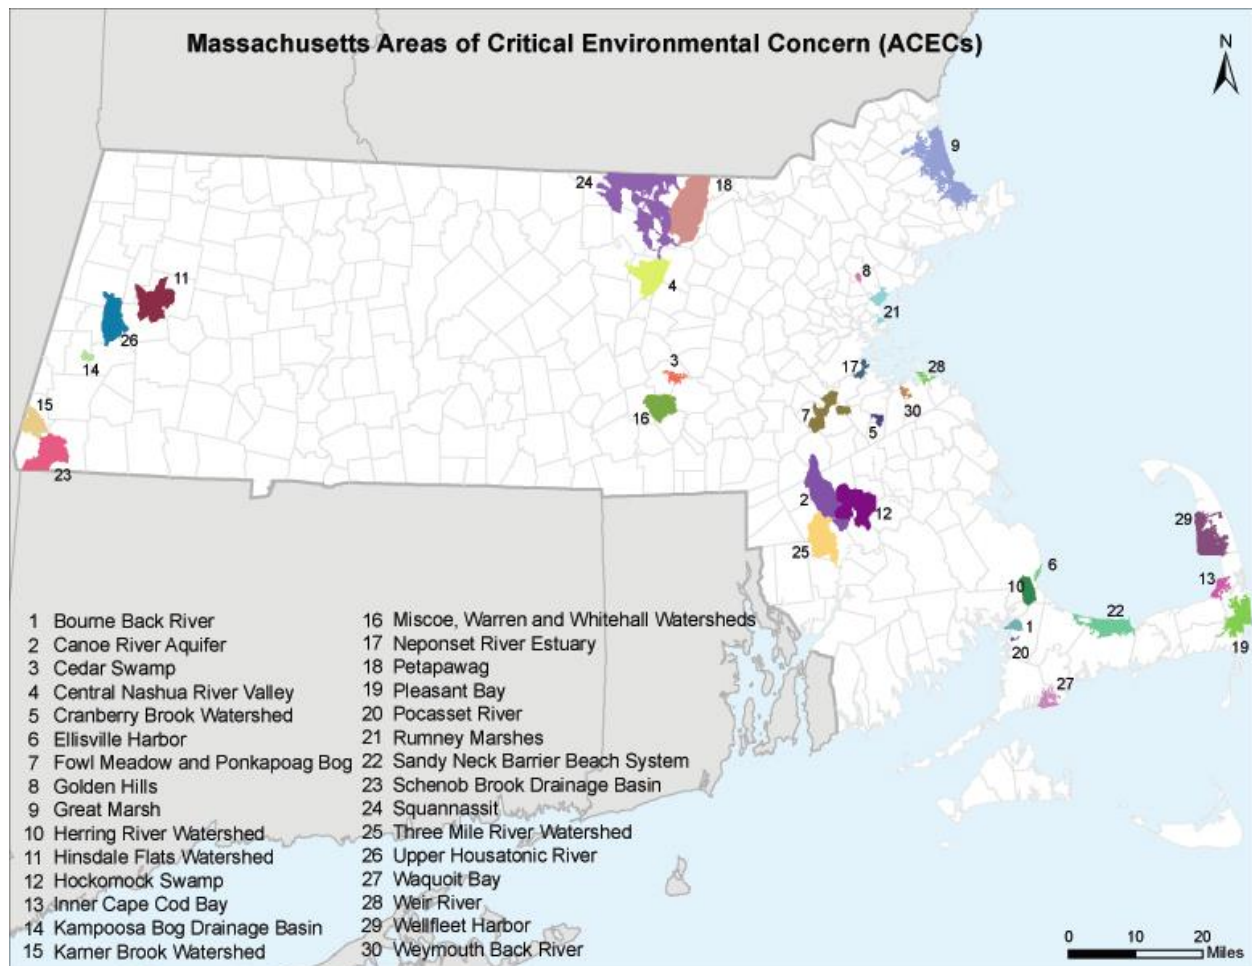 Massachusetts Areas of Critical Environmental Concern (ACECs)
N
9
24
18
11
4
8
21
26
14
3
17
28
15
16
7
30
5
23
2
12
29
25
6
13
10
1
22
20
19
27
1 Bourne Back River
2 Canoe River Aquifer
3 Cedar Swamp
4 Central Nashua River Valley
5 Cranberry Brook Watershed
6 Ellisville Harbor
7 Fowl Meadow and Ponkapoag Bog
8 Golden Hills
9 Great Marsh
10 Herring River Watershed
11 Hinsdale Flats Watershed
12 Hockomock Swamp
13 Inner Cape Cod Bay
14 Kampoosa Bog Drainage Basin
15 Karner Brook Watershed
16 Miscoe, Warren and Whitehall Watersheds
17 Neponset River Estuary
18 Petapawag
19 Pleasant Bay
20 Pocasset River
21 Rumney Marshes
22 Sandy Neck Barrier Beach System
23 Schenob Brook Drainage Basin
24 Squannassit
25 Three Mile River Watershed
26 Upper Housatonic River
27 Waquoit Bay
28 Weir River
29 Wellfleet Harbor
30 Weymouth Back River
0 10 20
Miles